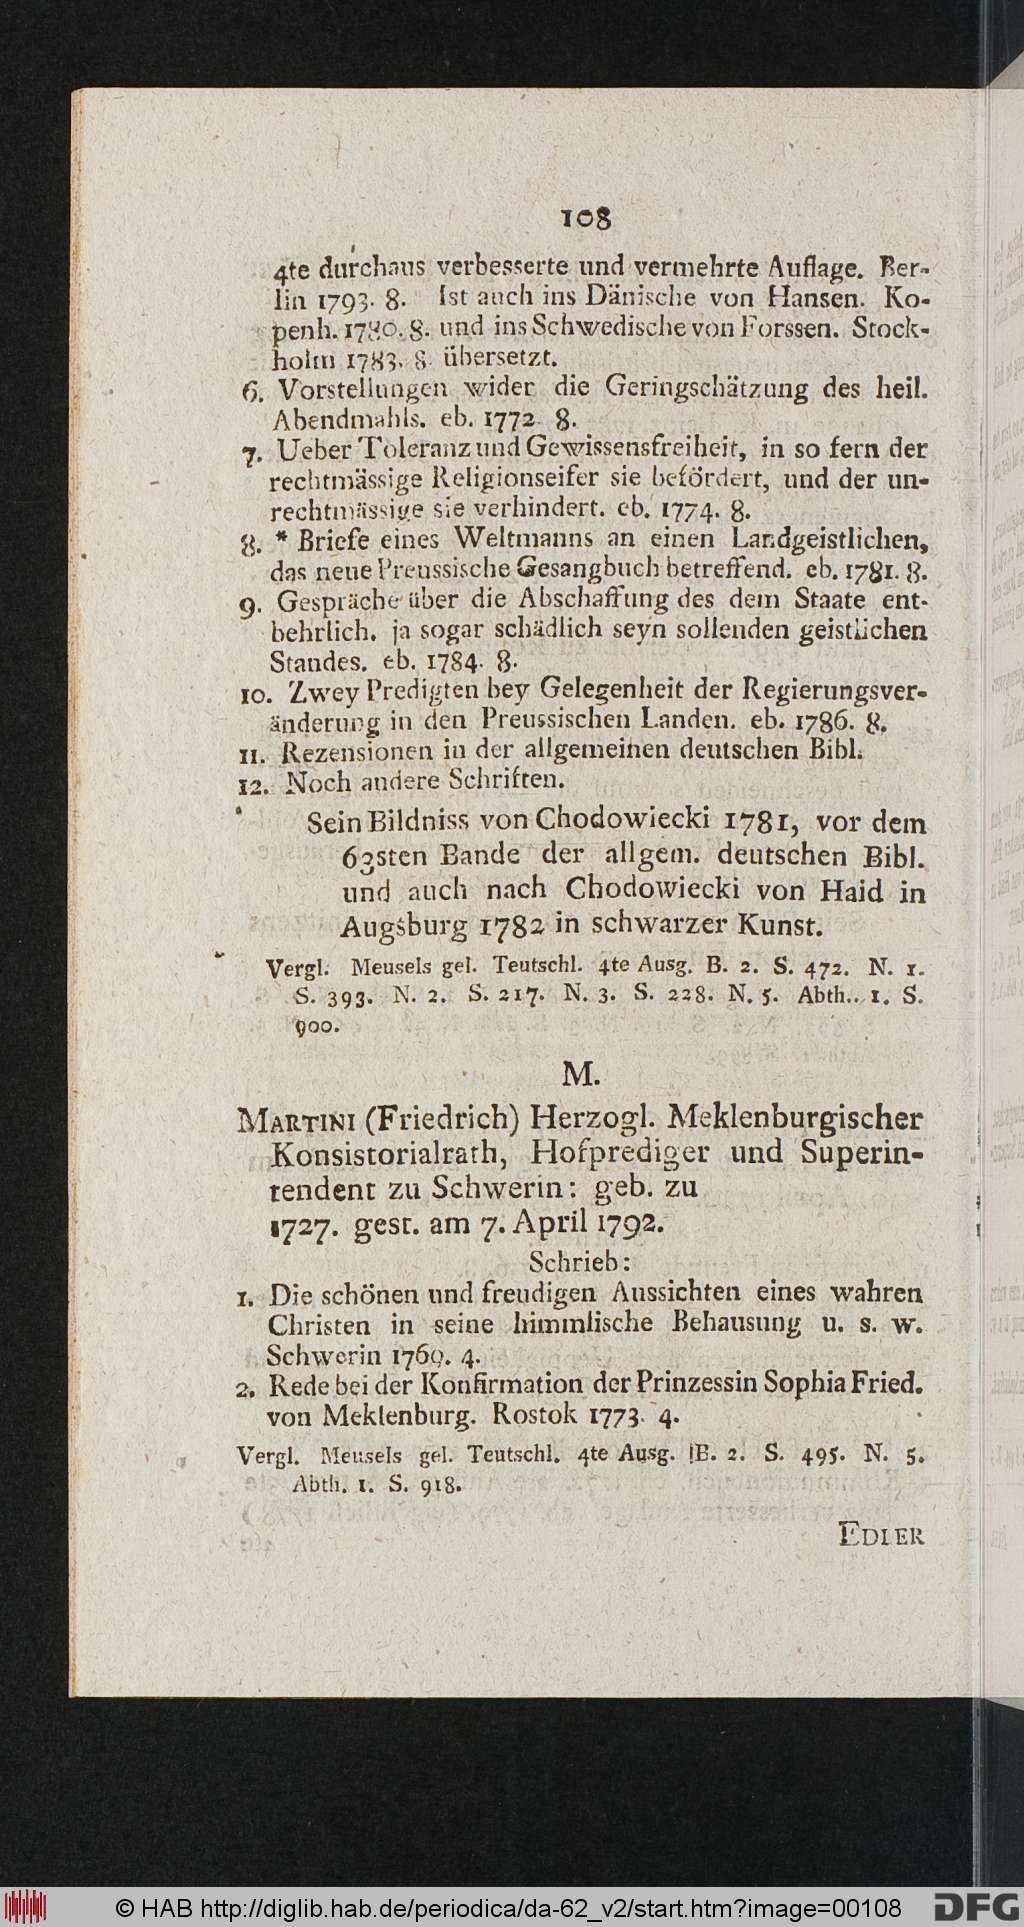 108
4te durchaus verbesserte und vermehrte Auflage. Ber-
lin 1793. 8. Ist auch ins Dänische von Hansen. Ko-
penh. 1780. 8. und ins Schwedische von Forssen. Stock-
holm 1783. 8. übersetzt.
6. Vorstellungen wider die Geringschätzung des heil.
Abendmahls. eb. 1772. 8.
7. Ueber Toleranz und Gewissensfreiheit, in so fern der
rechtmässige Religionseifer sie befördert, und der un-
rechtmässige sie verhindert. eb. 1774. 8.
8. * Briefe eines Weltmanns an einen Landgeistlichen,
das neue Preussische Gesangbuch betreffend. eb. 1781. 8.
9. Gespräche über die Abschaffung des dem Staate ent-
behrlich, ja sogar schädlich seyn sollenden geistlichen
Standes. eb. 1784. 8.
10. Zwey Predigten bey Gelegenheit der Regierungsver-
änderung in den Preussischen Landen. eb. 1786. 8.
11. Rezensionen in der allgemeinen deutschen Bibl.
12. Noch andere Schriften.
Sein Bildniss von Chodowiecki 1781, vor dem
63sten Bande der allgem. deutschen Bibl.
und auch nach Chodowiecki von Haid in
Augsburg 1782 in schwarzer Kunst.
Vergl. Meusels gel. Teutschl. 4te Ausg. B. 2. S. 472. N. 1.
S. 393. N. 2. S. 217. N. 3. S. 228. N. 5. Abth.. 1. S.
900.
M.
MARTINI (Friedrich) Herzogl. Meklenburgischer
Konsistorialrath, Hofprediger und Superin-
tendent zu Schwerin: geb. zu
1727. gest. am 7. April 1792.
Schrieb:
1. Die schönen und freudigen Aussichten eines wahren
Christen in seine himmlische Behausung u. s. w.
Schwerin 1769. 4.
2. Rede bei der Konfirmation der Prinzessin Sophia Fried.
von Meklenburg. Rostok 1773. 4.
Vergl. Meusels gel. Teutschl. 4te Ausg. B. 2. S. 495. N. 5.
Abth. 1. S. 918.
EDLER
© HAB http://diglib.hab.de/periodica/da-62_v2/start.htm?image=00108
DFG